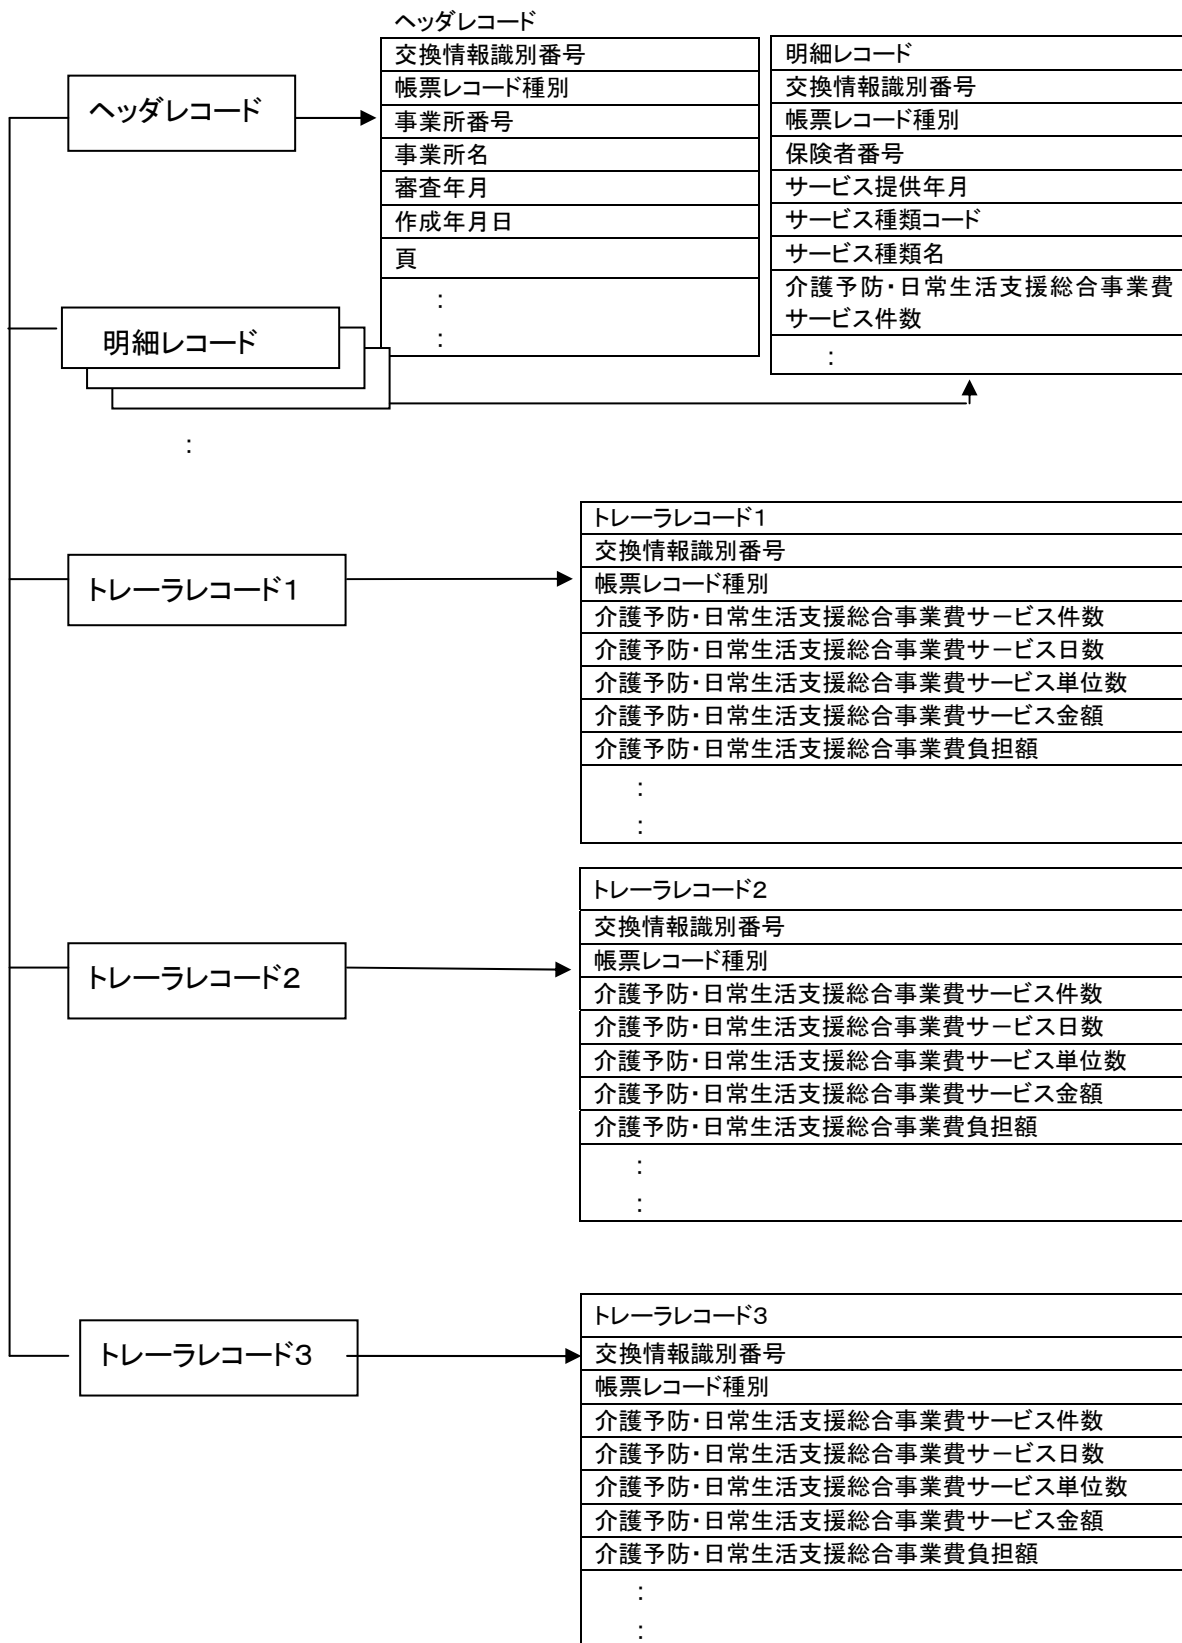 ヘッダレコード
ヘッダレコード
交換情報識別番号
帳票レコード種別
事業所番号
事業所名
審査年月
作成年月日
頁
:
:
明細レコード
交換情報識別番号
帳票レコード種別
保険者番号
サービス提供年月
サービス種類コード
サービス種類名
介護予防・日常生活支援総合事業費
サービス件数
:
明細レコード
:
トレーラレコード1
トレーラレコード1
交換情報識別番号
帳票レコード種別
介護予防・日常生活支援総合事業費サービス件数
介護予防・日常生活支援総合事業費サービス日数
介護予防・日常生活支援総合事業費サービス単位数
介護予防・日常生活支援総合事業費サービス金額
介護予防・日常生活支援総合事業費負担額
:
:
トレーラレコード2
トレーラレコード2
交換情報識別番号
帳票レコード種別
介護予防・日常生活支援総合事業費サービス件数
介護予防・日常生活支援総合事業費サービス日数
介護予防・日常生活支援総合事業費サービス単位数
介護予防・日常生活支援総合事業費サービス金額
介護予防・日常生活支援総合事業費負担額
:
:
トレーラレコード3
トレーラレコード3
交換情報識別番号
帳票レコード種別
介護予防・日常生活支援総合事業費サービス件数
介護予防・日常生活支援総合事業費サービス日数
介護予防・日常生活支援総合事業費サービス単位数
介護予防・日常生活支援総合事業費サービス金額
介護予防・日常生活支援総合事業費負担額
:
: